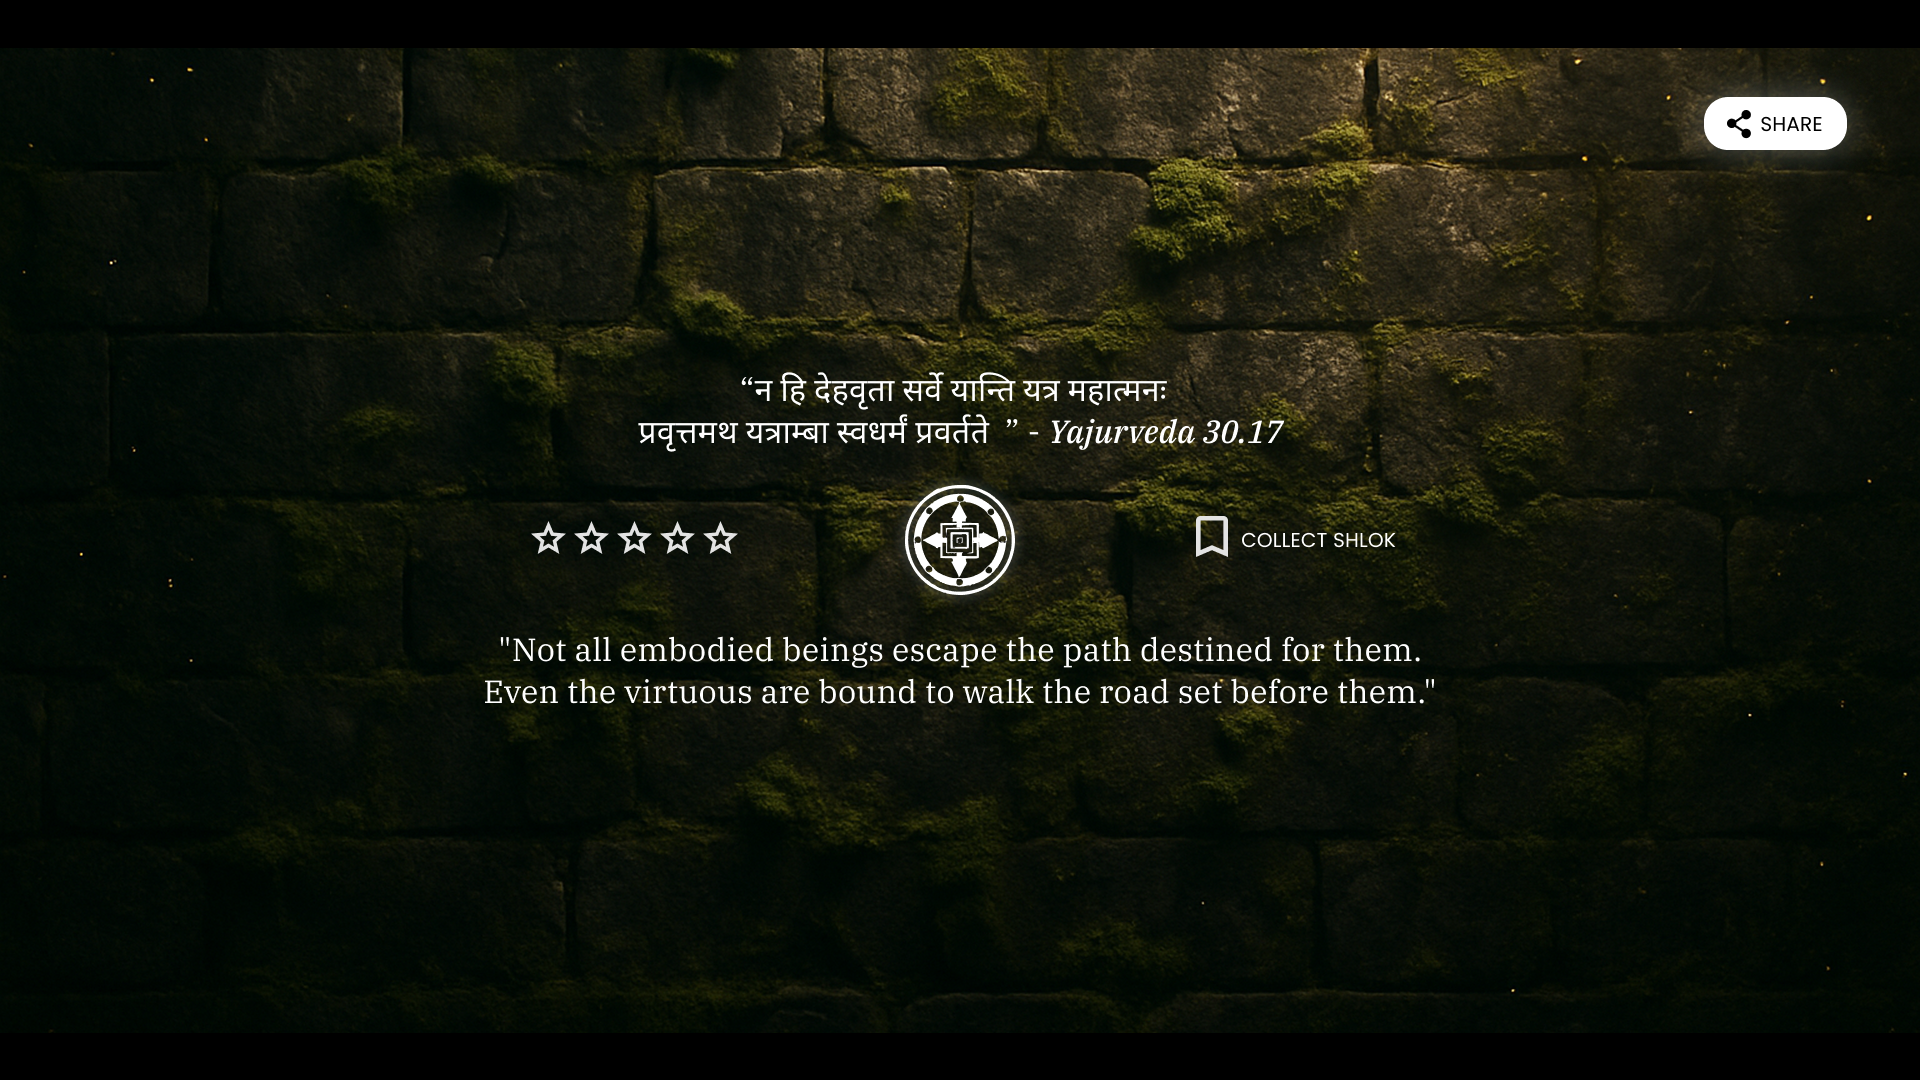 SHARE
“न हि देहवृता सर्वे यान्ति यत्र महात्मनः
प्रवृत्तमथ यत्राम्बा स्वधर्मं प्रवर्तते ” - Yajurveda 30.17
COLLECT SHLOK
"Not all embodied beings escape the path destined for them.
Even the virtuous are bound to walk the road set before them."